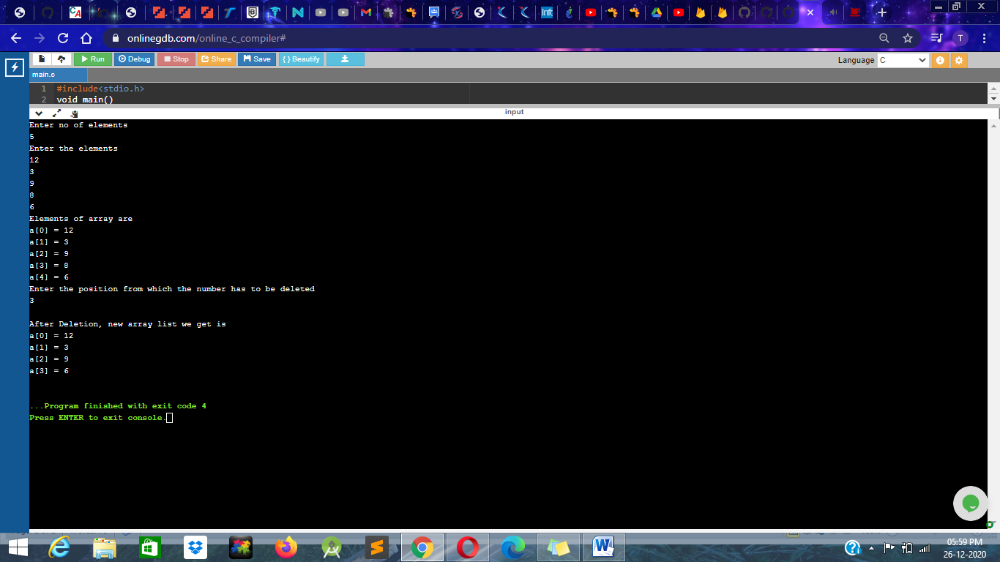 onlinegdb.com/online_c_compiler#
T
Run
Debug
Stop
Share
Save
{ } Beautify
Language
C
main.c
1 #include<stdio.h>
2 void main()
input
Enter no of elements
5
Enter the elements
12
3
9
8
6
Elements of array are
a[0] = 12
a[1] = 3
a[2] = 9
a[3] = 8
a[4] = 6
Enter the position from which the number has to be deleted
3
After Deletion, new array list we get is
a[0] = 12
a[1] = 3
a[2] = 9
a[3] = 6
...Program finished with exit code 4
Press ENTER to exit console.
05:59 PM
26-12-2020